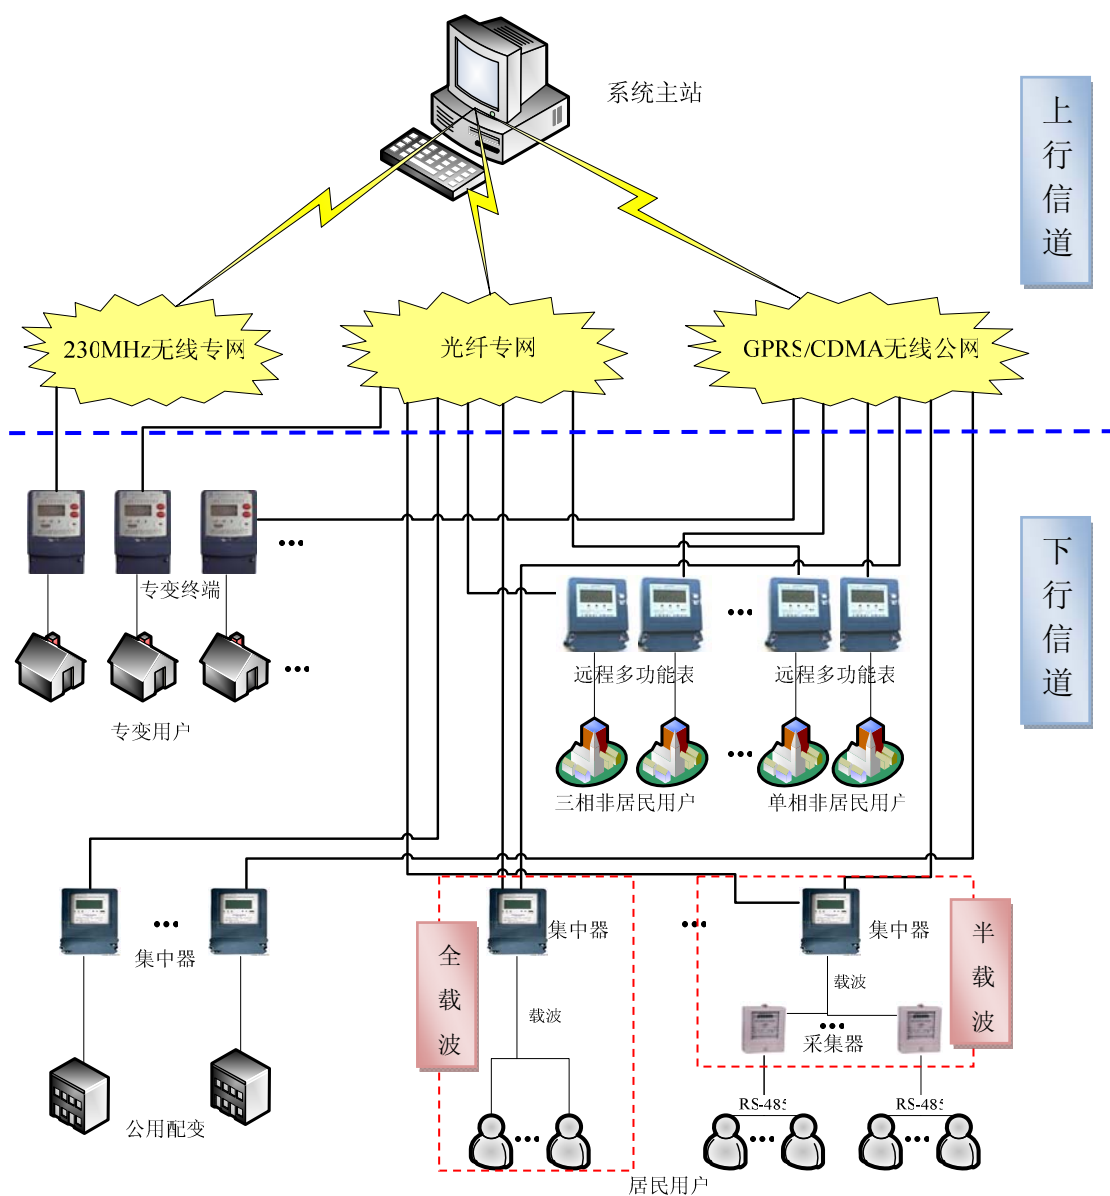 系统主站
上行信道
230MHz无线专网
光纤专网
GPRS/CDMA无线公网
下行信道
专变终端
专变用户
远程多功能表
远程多功能表
三相非居民用户
单相非居民用户
集中器
集中器
集中器
全载波
半载波
载波
载波
采集器
RS-485
RS-485
公用配变
居民用户